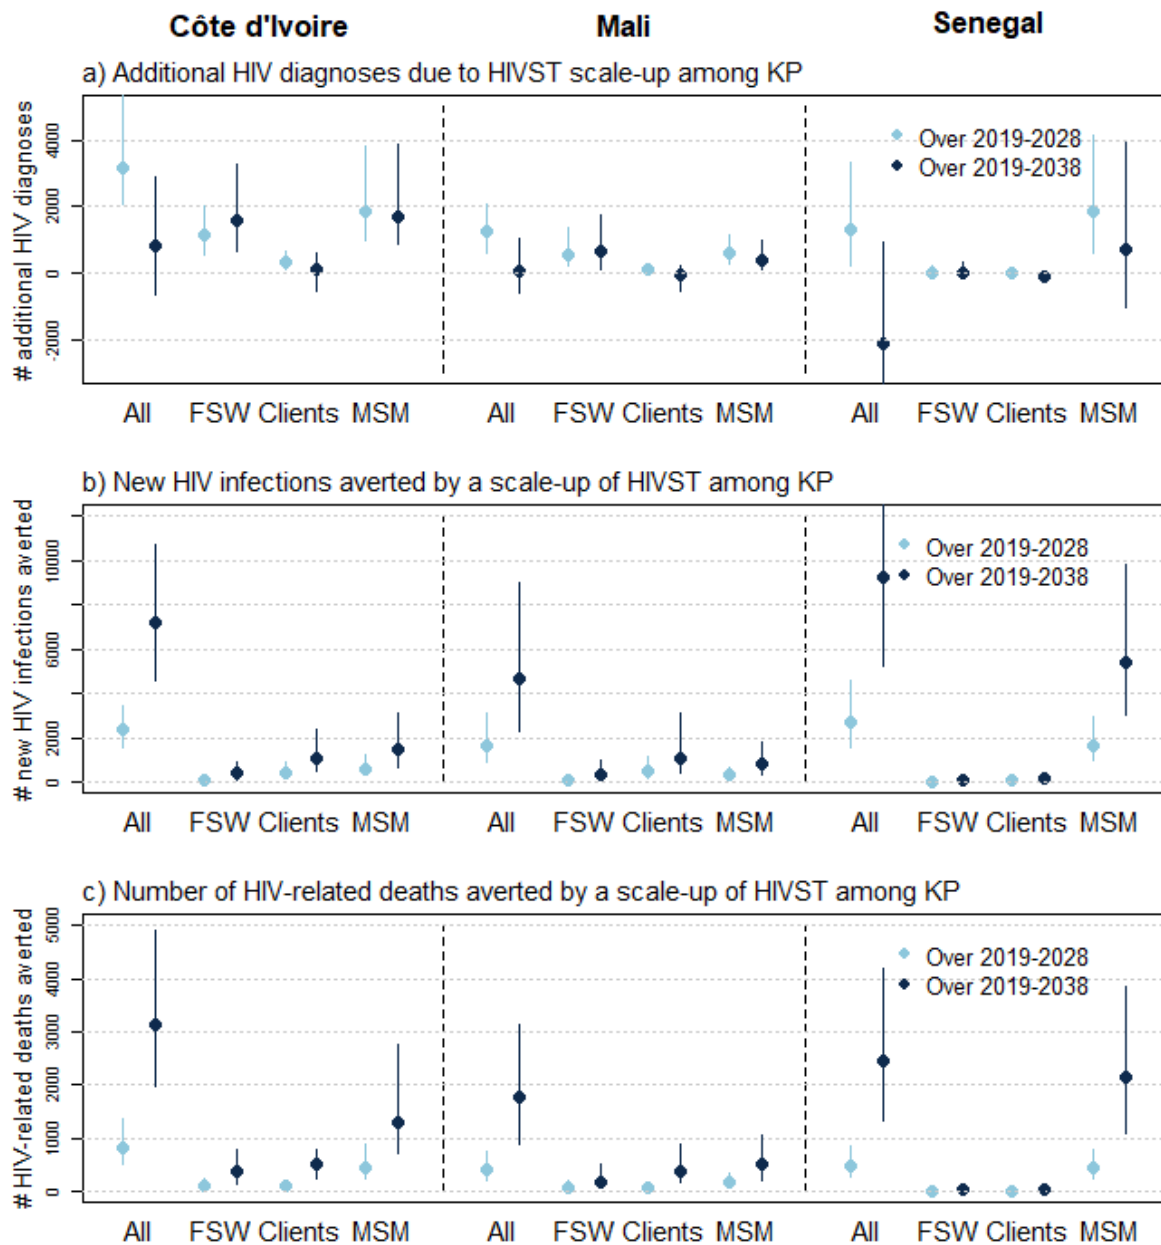 Côte d'Ivoire Mali Senegal
a) Additional HIV diagnoses due to HIVST scale-up among KP
# additional HIV diagnoses
4000
2000
0
-2000
Over 2019-2028
Over 2019-2038
All FSW Clients MSM All FSW Clients MSM All FSW Clients MSM
b) New HIV infections averted by a scale-up of HIVST among KP
# new HIV infections averted
10000
6000
2000
0
Over 2019-2028
Over 2019-2038
All FSW Clients MSM All FSW Clients MSM All FSW Clients MSM
c) Number of HIV-related deaths averted by a scale-up of HIVST among KP
# HIV-related deaths averted
5000
4000
3000
2000
1000
0
Over 2019-2028
Over 2019-2038
All FSW Clients MSM All FSW Clients MSM All FSW Clients MSM